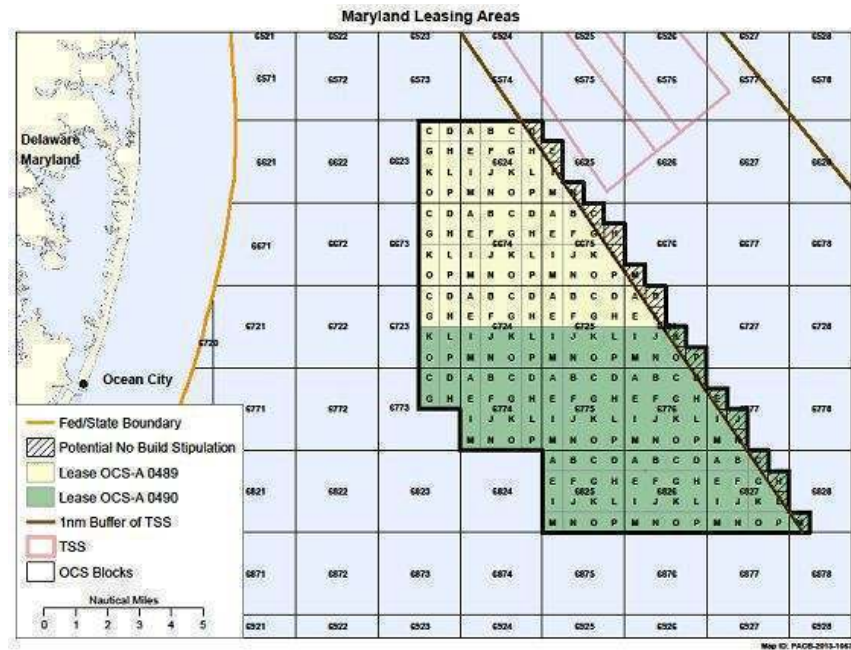 Maryland Leasing Areas
6521 6522 6523 6524 6525 6526 6527 6528
6571 6572 6573 6574 6575 6576 6577 6578
Delaware
Maryland
C D A B C D
G H E F G H E
6621 6622 6623 6624 6625 6626 6627 6628
K L I J K L I
O P M N O P M N
C D A B C D A B C
G H E F G H E F G H
6671 6672 6673 6674 6675 6676 6677 6678
K L I J K L I J K
O P M N O P M N O P M
C D A B C D A B C D A B
G H E F G H E F G H E
6720 6721 6722 6723 6724 6725 6727 6728
K L I J K L I J K L I J K
O P M N O P M N O P M N O
Ocean City
C D A B C D A B C D A B C D
G H E F G H E F G H E F G H E
6771 6772 6773 6774 6775 6776 6777 6778
I J K L I J K L I J K L I J
M N O P M N O P M N O P M N
A B C D A B C D A B C
E F G H E F G H E F G H
6821 6822 6823 6824 6825 6826 6827 6828
I J K L I J K L I J K L
M N O P M N O P M N O P M
6871 6872 6873 6874 6875 6876 6877 6878
6921 6922 6923 6924 6925 6926 6927 6928
Fed/State Boundary
Potential No Build Stipulation
Lease OCS-A 0489
Lease OCS-A 0490
1nm Buffer of TSS
TSS
OCS Blocks
Nautical Miles
0 1 2 3 4 5